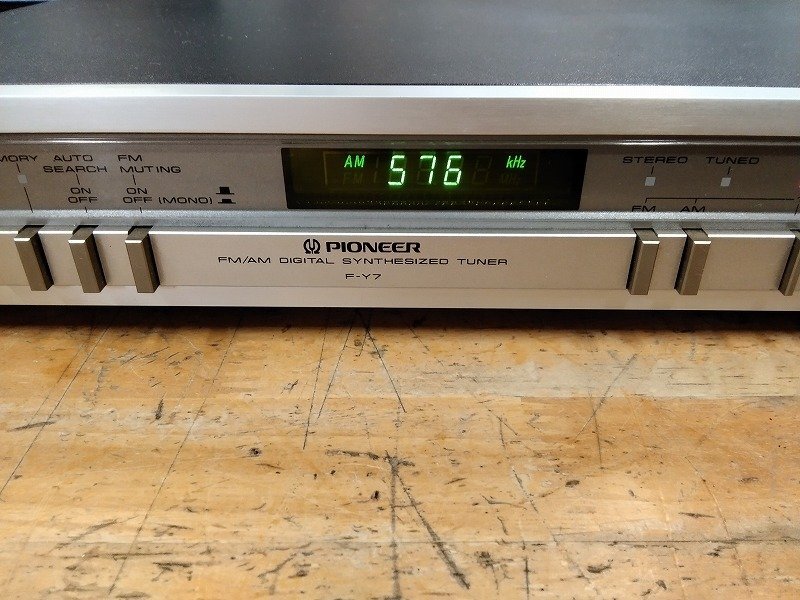 MORY
AUTO SEARCH
ON
OFF
FM MUTING
ON
OFF (MONO)
AM 576 kHz
FM
STEREO TUNED
FM AM
PIONEER
FM/AM DIGITAL SYNTHESIZED TUNER
F-Y7